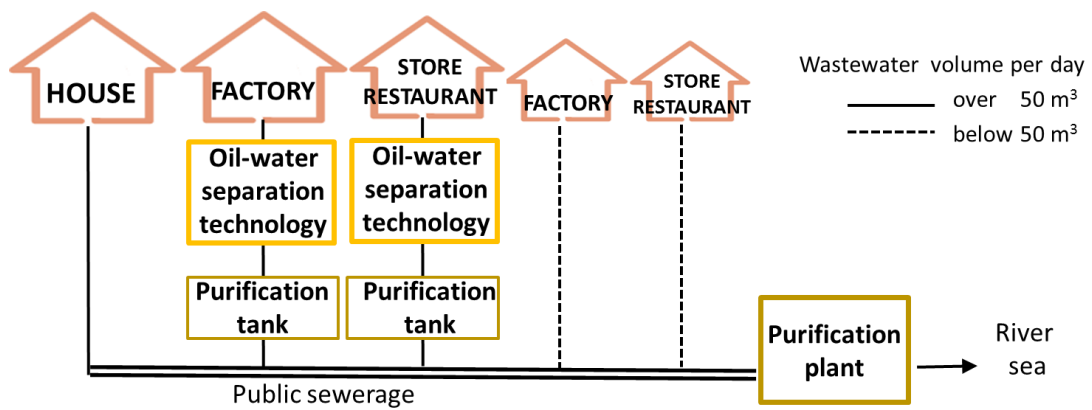 HOUSE
FACTORY
STORE
RESTAURANT
FACTORY
STORE
RESTAURANT
Wastewater volume per day
over 50 m³
below 50 m³
Oil-water
separation
technology
Oil-water
separation
technology
Purification
tank
Purification
tank
Purification
plant
River
sea
Public sewerage